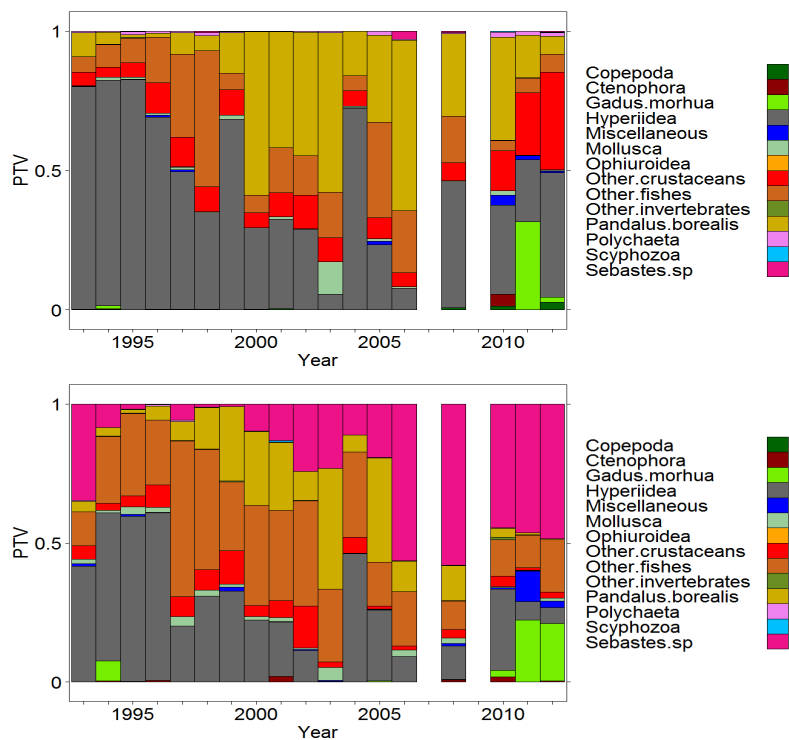 1
0.5
0
PTV
1995
2000
2005
2010
Year
Copepoda
Ctenophora
Gadus.morhua
Hyperiidea
Miscellaneous
Mollusca
Ophiuroidea
Other.crustaceans
Other.fishes
Other.invertebrates
Pandalus.borealis
Polychaeta
Scyphozoa
Sebastes.sp
1
0.5
0
PTV
1995
2000
2005
2010
Year
Copepoda
Ctenophora
Gadus.morhua
Hyperiidea
Miscellaneous
Mollusca
Ophiuroidea
Other.crustaceans
Other.fishes
Other.invertebrates
Pandalus.borealis
Polychaeta
Scyphozoa
Sebastes.sp